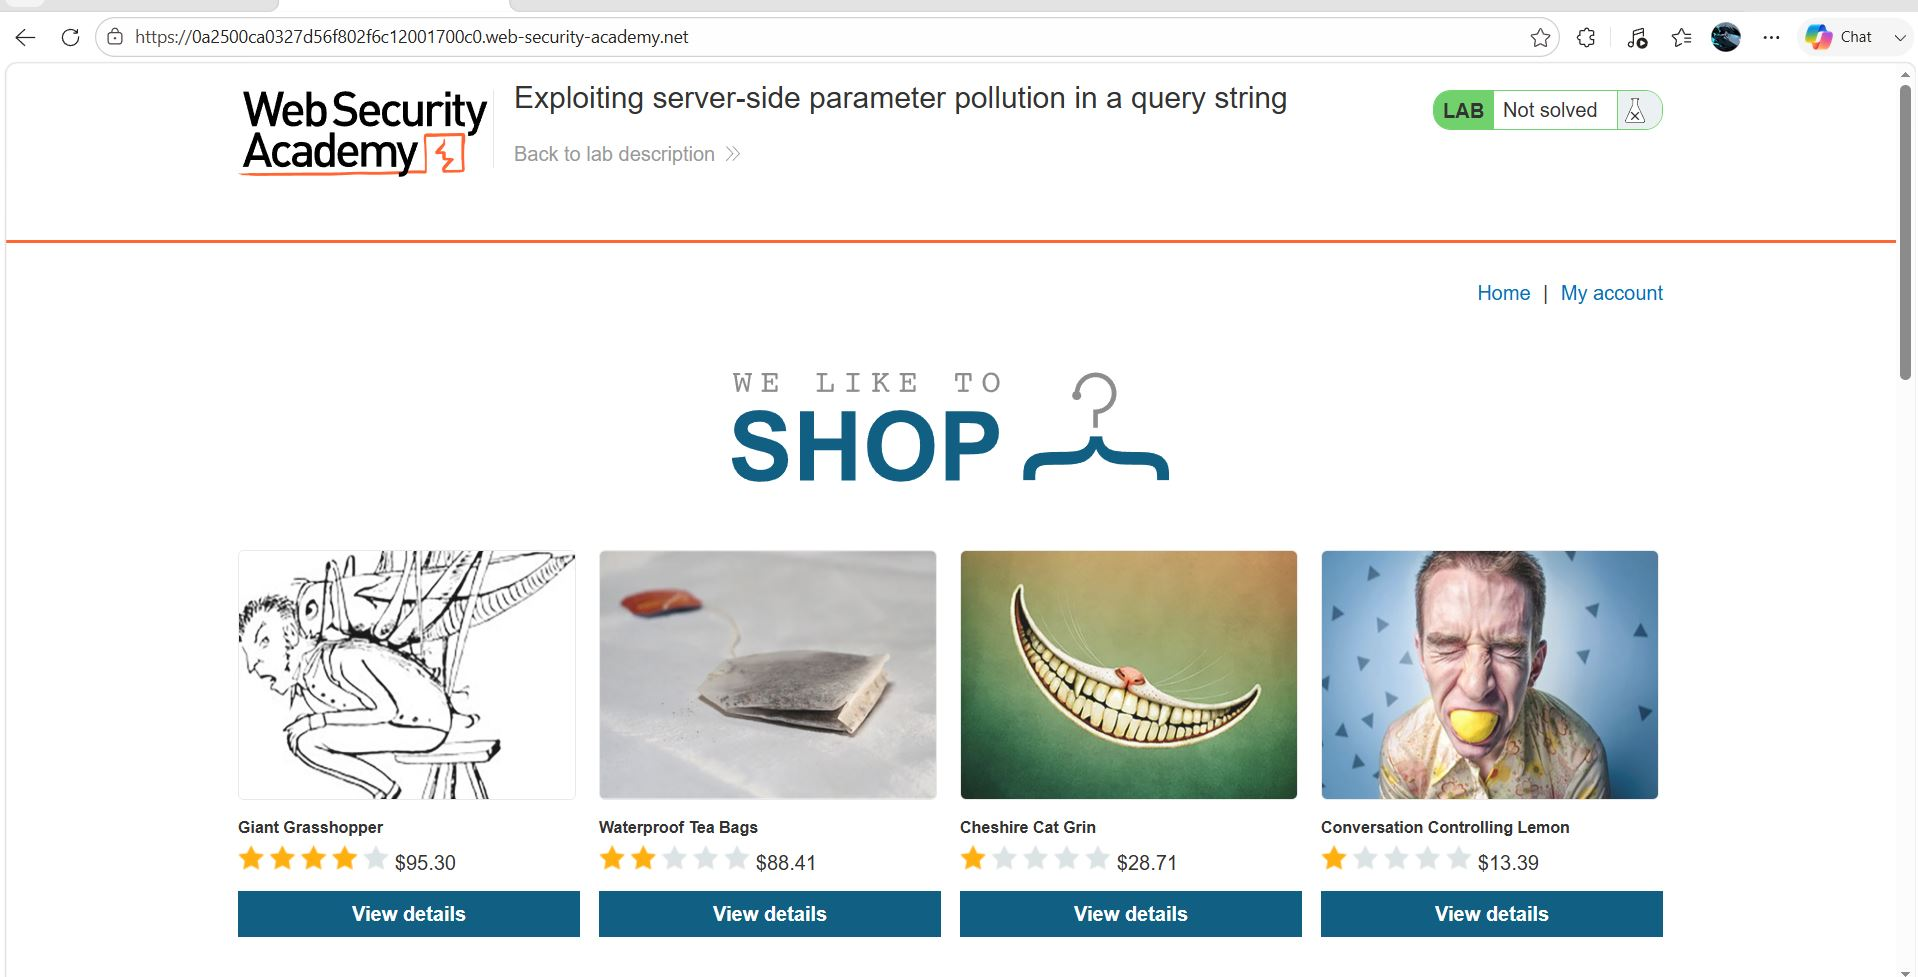 https://0a2500ca0327d56f802f6c12001700c0.web-security-academy.net
Chat
Web Security
Academy
Exploiting server-side parameter pollution in a query string
Back to lab description
LAB Not solved
Home | My account
WE LIKE TO
SHOP
Giant Grasshopper
$95.30
View details
Waterproof Tea Bags
$88.41
View details
Cheshire Cat Grin
$28.71
View details
Conversation Controlling Lemon
$13.39
View details